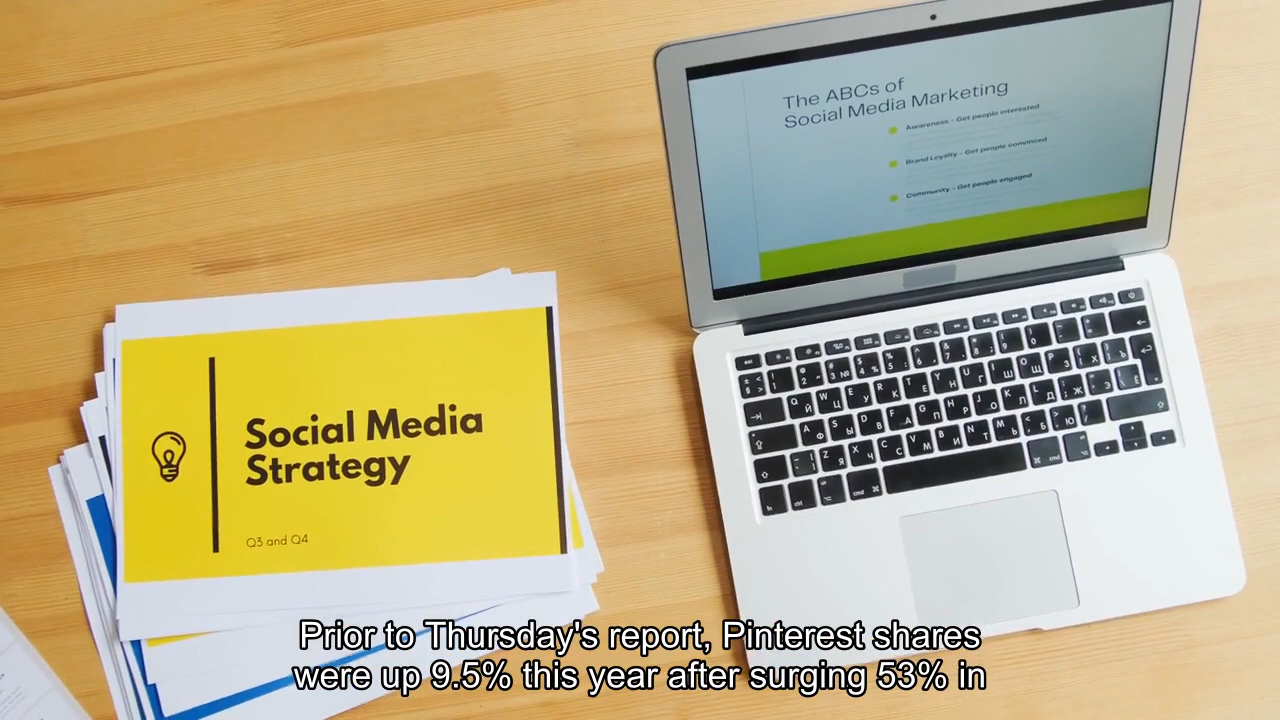 The ABCs of
Social Media Marketing
Awareness - Get people interested
Brand Loyalty - Get people convinced
Community - Get people engaged
Social Media
Strategy
Q3 and Q4
Prior to Thursday's report, Pinterest shares
were up 9.5% this year after surging 53% in